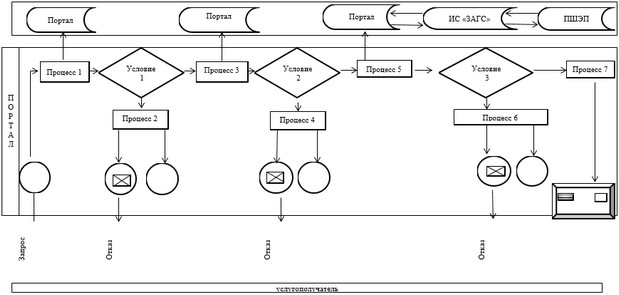 Портал
Портал
Портал
ИС «ЗАГС»
ПШЭП
ПОРТАЛ
Процесс 1
Условие
1
Процесс 3
Условие
2
Процесс 5
Условие
3
Процесс 7
Процесс 2
Процесс 4
Процесс 6
Запрос
Отказ
Отказ
Отказ
услугополучатель